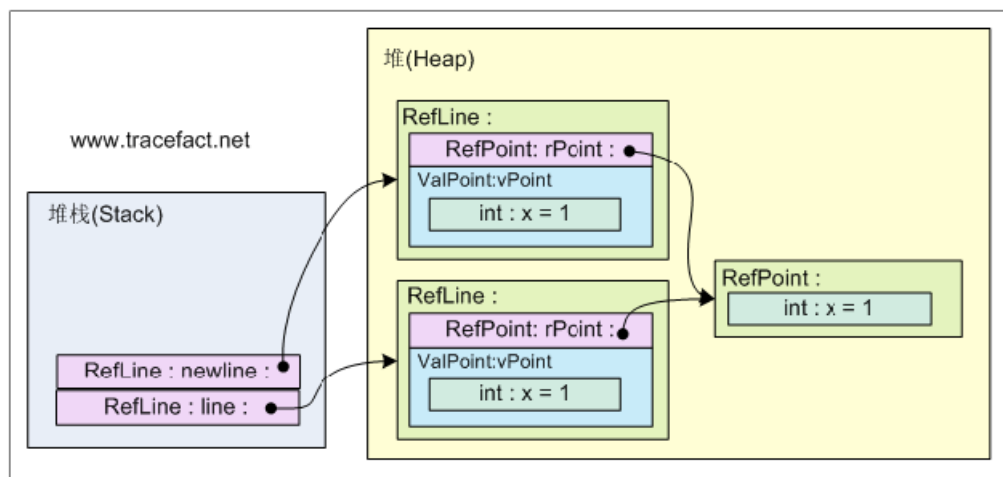 堆(Heap)
www.tracefact.net
RefLine :
RefPoint: rPoint :
ValPoint:vPoint
int : x = 1
堆栈(Stack)
RefLine : newline :
RefLine : line :
RefLine :
RefPoint: rPoint :
ValPoint:vPoint
int : x = 1
RefPoint :
int : x = 1